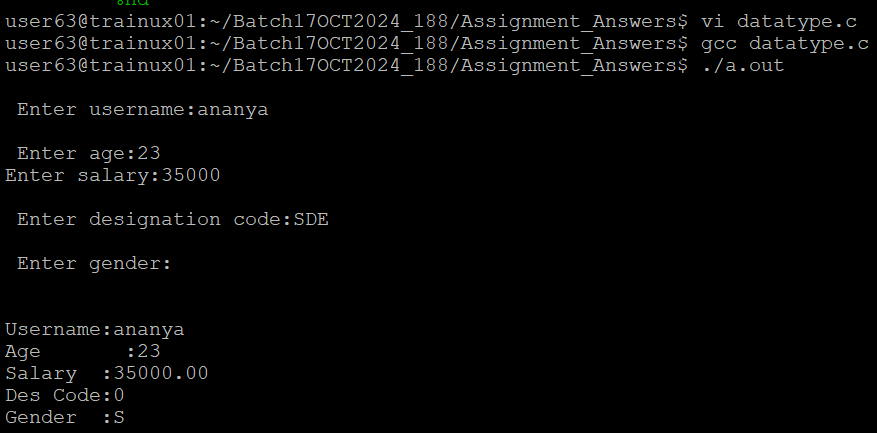 user63@trainux01:~/Batch17OCT2024_188/Assignment_Answers$ vi datatype.c
user63@trainux01:~/Batch17OCT2024_188/Assignment_Answers$ gcc datatype.c
user63@trainux01:~/Batch17OCT2024_188/Assignment_Answers$ ./a.out
Enter username:ananya
Enter age:23
Enter salary:35000
Enter designation code:SDE
Enter gender:
Username:ananya
Age       :23
Salary  :35000.00
Des Code:0
Gender  :S